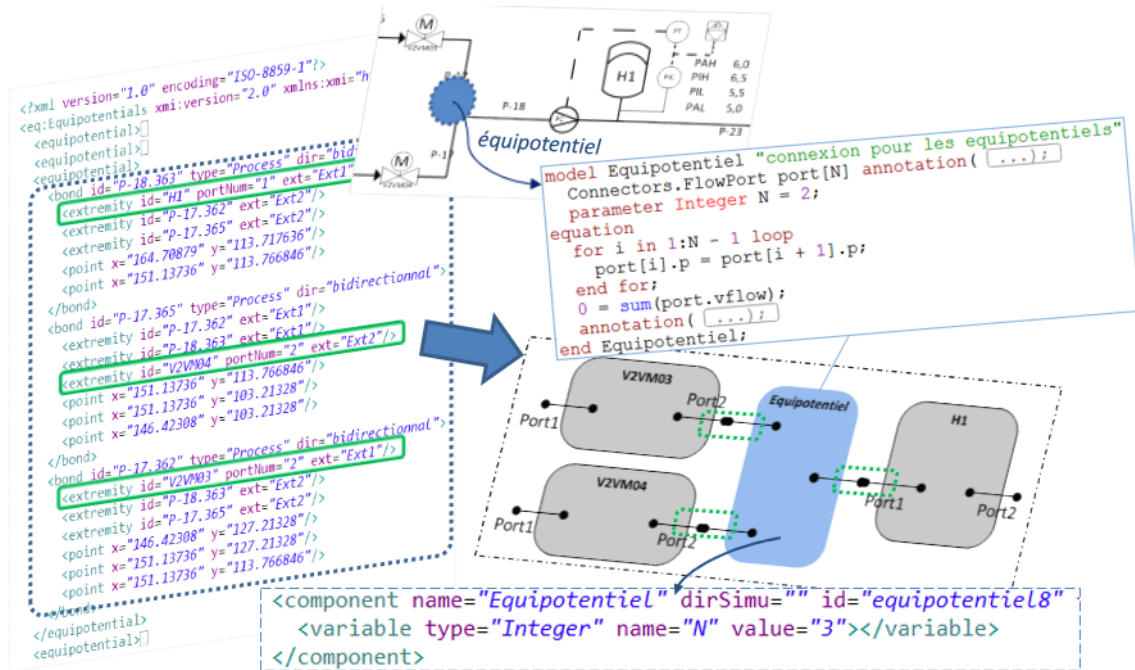 <?xml version="1.0" encoding="ISO-8859-1"?>
<eq:Equipotentials xmi:version="2.0" xmlns:xmi="h
<equipotential>
<equipotential>
<equipotential>
<bond id="P-18.363" type="Process" dir="bidirec
<extremity id="H1" portNum="1" ext="Ext1"
<extremity id="P-17.362" ext="Ext2"/>
<extremity id="P-17.365" ext="Ext2"/>
<point x="164.70879" y="113.717636"/>
<point x="151.13736" y="113.766846"/>
</bond>
<bond id="P-17.365" type="Process" dir="bidirectionnal">
<extremity id="P-17.362" ext="Ext1"/>
<extremity id="P-18.363" ext="Ext1"/>
<extremity id="V2VM04" portNum="2" ext="Ext2"/>
<point x="151.13736" y="113.766846"/>
<point x="151.13736" y="103.21328"/>
<point x="146.42308" y="103.21328"/>
</bond>
<bond id="P-17.362" type="Process" dir="bidirectionnal">
<extremity id="V2VM03" portNum="2" ext="Ext1"/>
<extremity id="P-18.363" ext="Ext2"/>
<extremity id="P-17.365" ext="Ext2"/>
<point x="146.42308" y="127.21328"/>
<point x="151.13736" y="127.21328"/>
<point x="151.13736" y="113.766846"/>
</bond>
</equipotential>
<equipotential>
M
V2VM03
M
V2VM04
P-17
P-18
H1
PT
PIC
PAH 6,0
PIH 6,5
PIL 5,5
PAL 5,0
P-23
équipotentiel
model Equipotentiel "connexion pour les equipotentiels"
Connectors.FlowPort port[N] annotation( ...);
parameter Integer N = 2;
equation
for i in 1:N - 1 loop
port[i].p = port[i + 1].p;
end for;
0 = sum(port.vflow);
annotation( ...);
end Equipotentiel;
V2VM03
Port1
Port2
Equipotentiel
H1
V2VM04
Port1
Port2
Port1
Port2
<component name="Equipotentiel" dirSimu="" id="equipotentiel8"
<variable type="Integer" name="N" value="3"></variable>
</component>